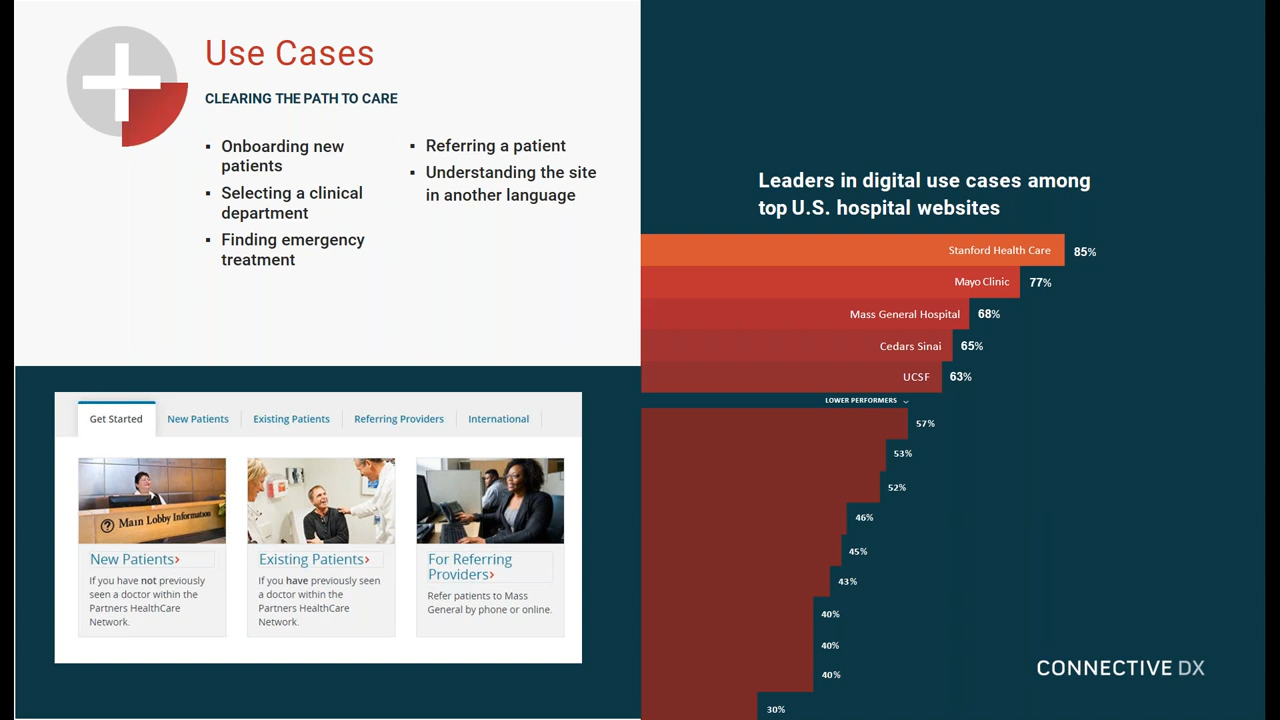 Use Cases
CLEARING THE PATH TO CARE
▪ Onboarding new
patients
▪ Selecting a clinical
department
▪ Finding emergency
treatment
▪ Referring a patient
▪ Understanding the site
in another language
Get Started
New Patients
Existing Patients
Referring Providers
International
? Main Lobby Information
New Patients›
If you have not previously
seen a doctor within the
Partners HealthCare
Network.
Existing Patients›
If you have previously seen
a doctor within the
Partners HealthCare
Network.
For Referring
Providers›
Refer patients to Mass
General by phone or online.
Leaders in digital use cases among
top U.S. hospital websites
Stanford Health Care 85%
Mayo Clinic 77%
Mass General Hospital 68%
Cedars Sinai 65%
UCSF 63%
LOWER PERFORMERS
57%
53%
52%
46%
45%
43%
40%
40%
40%
30%
CONNECTIVE DX